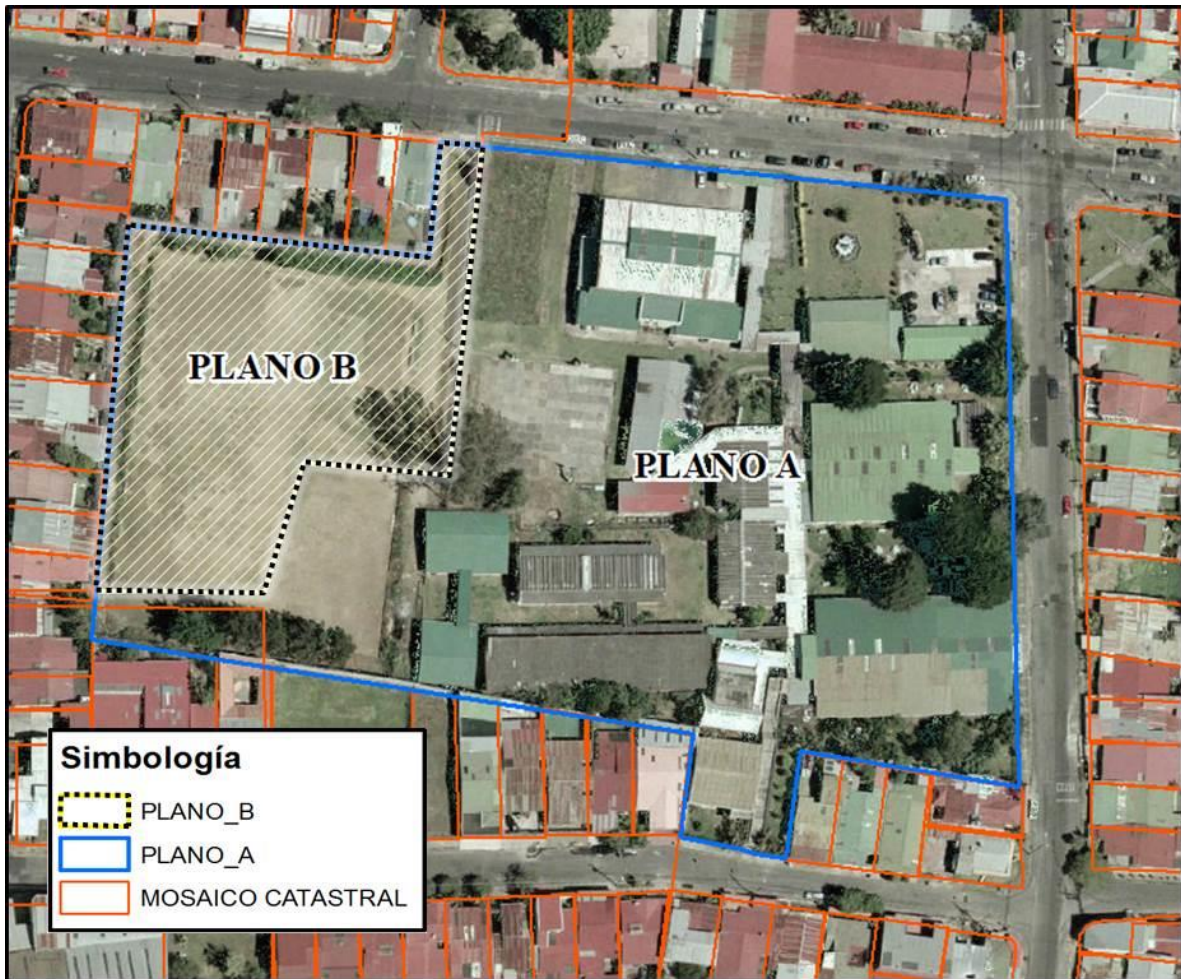 PLANO B
PLANO A
Simbología
PLANO_B
PLANO_A
MOSAICO CATASTRAL